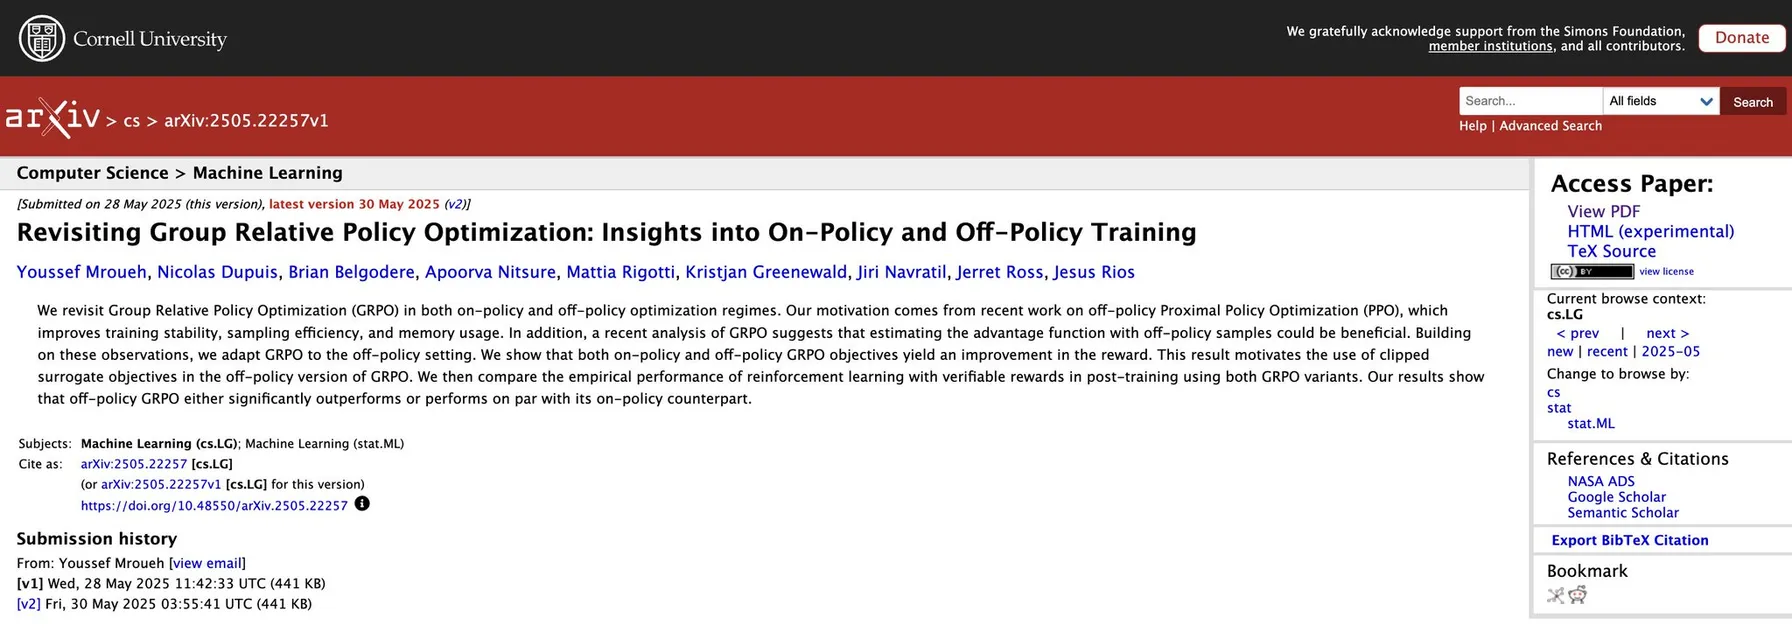 Cornell University
We gratefully acknowledge support from the Simons Foundation,
member institutions, and all contributors.
Donate
arXiv > cs > arXiv:2505.22257v1
Search...
All fields
Search
Help | Advanced Search
Computer Science > Machine Learning
[Submitted on 28 May 2025 (this version), latest version 30 May 2025 (v2)]
Revisiting Group Relative Policy Optimization: Insights into On-Policy and Off-Policy Training
Youssef Mroueh, Nicolas Dupuis, Brian Belgodere, Apoorva Nitsure, Mattia Rigotti, Kristjan Greenewald, Jiri Navratil, Jerret Ross, Jesus Rios
We revisit Group Relative Policy Optimization (GRPO) in both on-policy and off-policy optimization regimes. Our motivation comes from recent work on off-policy Proximal Policy Optimization (PPO), which
improves training stability, sampling efficiency, and memory usage. In addition, a recent analysis of GRPO suggests that estimating the advantage function with off-policy samples could be beneficial. Building
on these observations, we adapt GRPO to the off-policy setting. We show that both on-policy and off-policy GRPO objectives yield an improvement in the reward. This result motivates the use of clipped
surrogate objectives in the off-policy version of GRPO. We then compare the empirical performance of reinforcement learning with verifiable rewards in post-training using both GRPO variants. Our results show
that off-policy GRPO either significantly outperforms or performs on par with its on-policy counterpart.
Subjects: Machine Learning (cs.LG); Machine Learning (stat.ML)
Cite as: arXiv:2505.22257 [cs.LG]
(or arXiv:2505.22257v1 [cs.LG] for this version)
https://doi.org/10.48550/arXiv.2505.22257
Submission history
From: Youssef Mroueh [view email]
[v1] Wed, 28 May 2025 11:42:33 UTC (441 KB)
[v2] Fri, 30 May 2025 03:55:41 UTC (441 KB)
Access Paper:
View PDF
HTML (experimental)
TeX Source
(cc) BY view license
Current browse context:
cs.LG
< prev | next >
new | recent | 2025-05
Change to browse by:
cs
stat
stat.ML
References & Citations
NASA ADS
Google Scholar
Semantic Scholar
Export BibTeX Citation
Bookmark